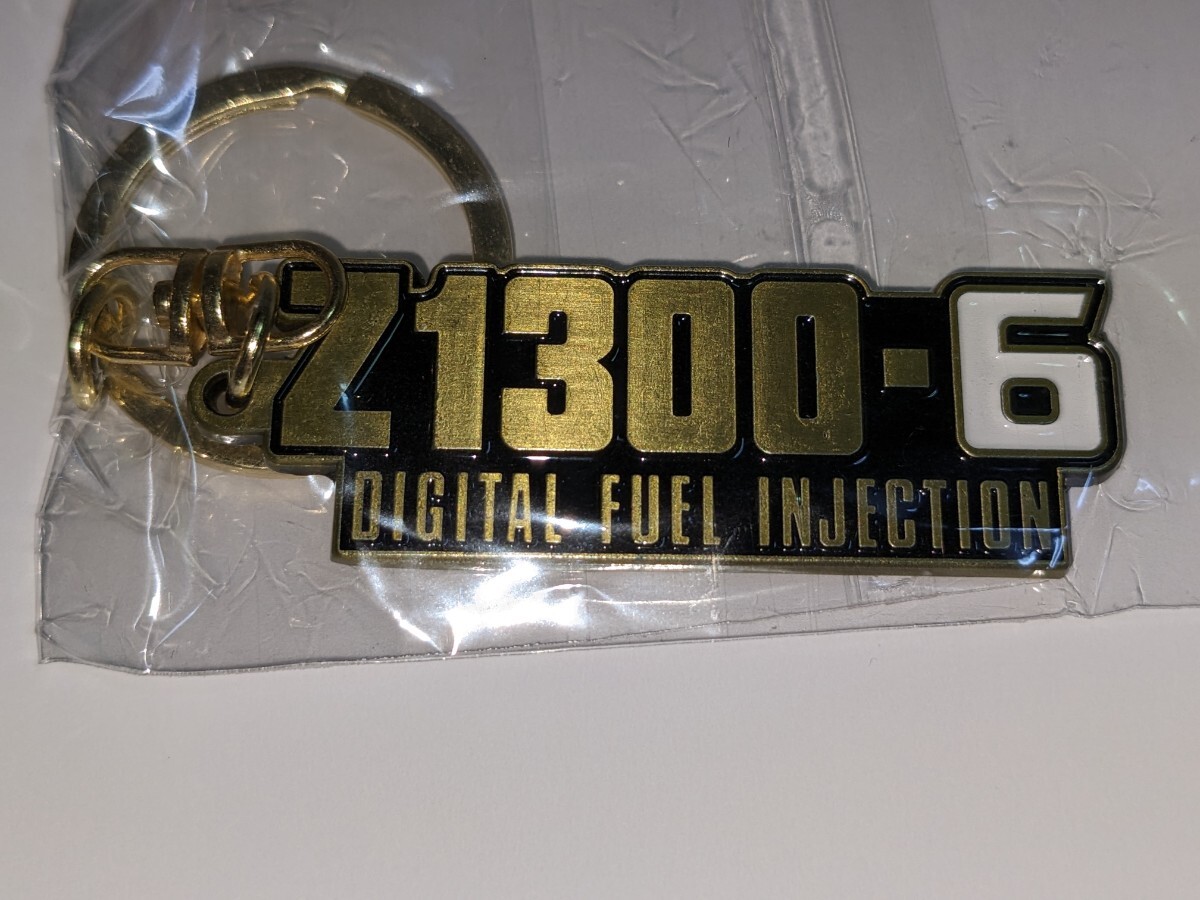 Z1300-6
DIGITAL FUEL INJECTION